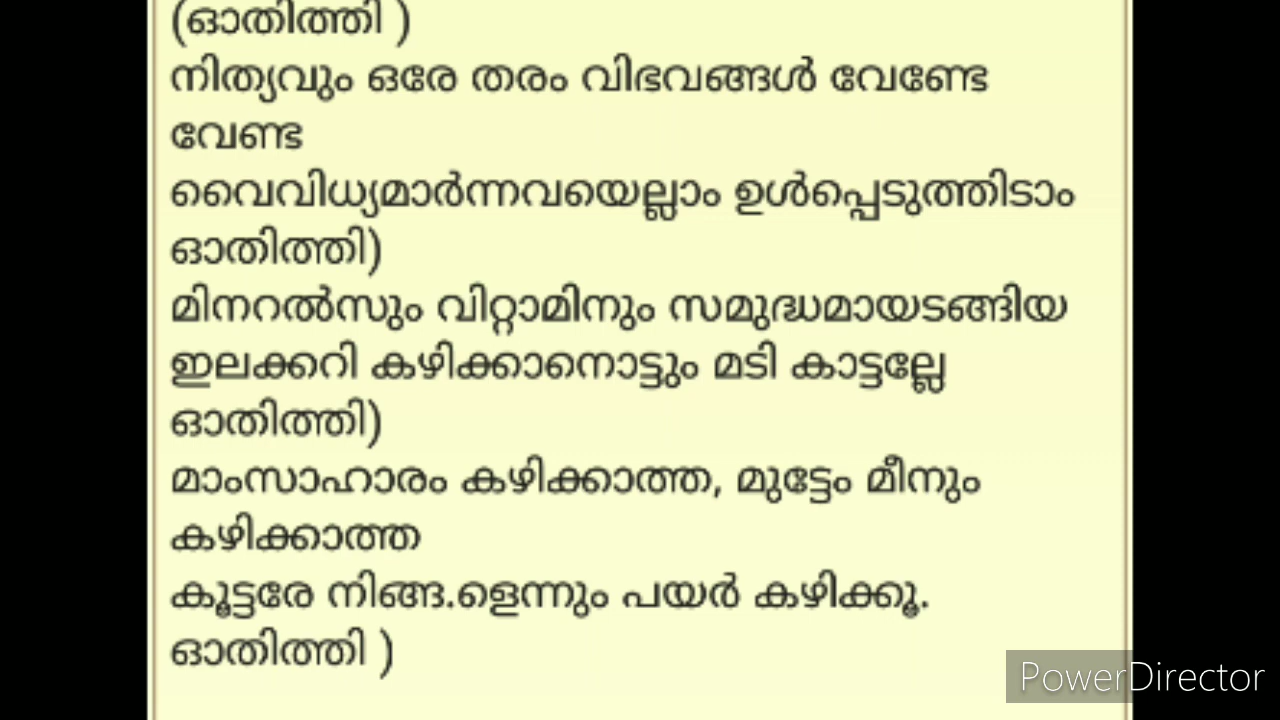 (ഓതിത്തി )
നിത്യവും ഒരേ തരം വിഭവങ്ങൾ വേണ്ടേ
വേണ്ട
വൈവിധ്യമാർന്നവയെല്ലാം ഉൾപ്പെടുത്തിടാം
ഓതിത്തി)
മിനറൽസും വിറ്റാമിനും സമുദ്ധമായടങ്ങിയ
ഇലക്കറി കഴിക്കാനൊട്ടും മടി കാട്ടല്ലേ
ഓതിത്തി)
മാംസാഹാരം കഴിക്കാത്ത, മുട്ടേം മീനും
കഴിക്കാത്ത
കൂട്ടരേ നിങ്ങ.ളെന്നും പയർ കഴിക്കൂ.
ഓതിത്തി )
PowerDirector